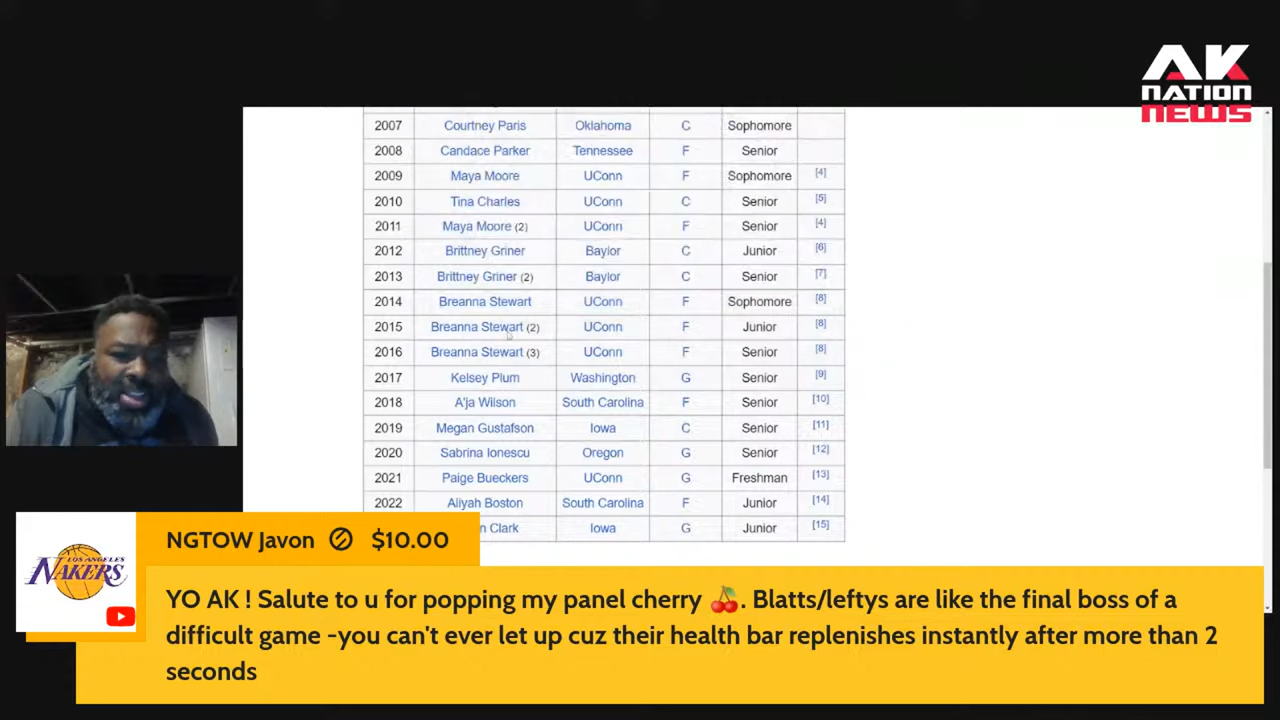 AK
NATION
NEWS
2007 Courtney Paris Oklahoma C Sophomore
2008 Candace Parker Tennessee F Senior
2009 Maya Moore UConn F Sophomore [4]
2010 Tina Charles UConn C Senior [5]
2011 Maya Moore (2) UConn F Senior [4]
2012 Brittney Griner Baylor C Junior [6]
2013 Brittney Griner (2) Baylor C Senior [7]
2014 Breanna Stewart UConn F Sophomore [8]
2015 Breanna Stewart (2) UConn F Junior [8]
2016 Breanna Stewart (3) UConn F Senior [8]
2017 Kelsey Plum Washington G Senior [9]
2018 A'ja Wilson South Carolina F Senior [10]
2019 Megan Gustafson Iowa C Senior [11]
2020 Sabrina Ionescu Oregon G Senior [12]
2021 Paige Bueckers UConn G Freshman [13]
2022 Aliyah Boston South Carolina F Junior [14]
n Clark Iowa G Junior [15]
LOS ANGELES
NAKERS
NGTOW Javon $10.00
YO AK ! Salute to u for popping my panel cherry 🍒. Blatts/leftys are like the final boss of a
difficult game -you can't ever let up cuz their health bar replenishes instantly after more than 2
seconds